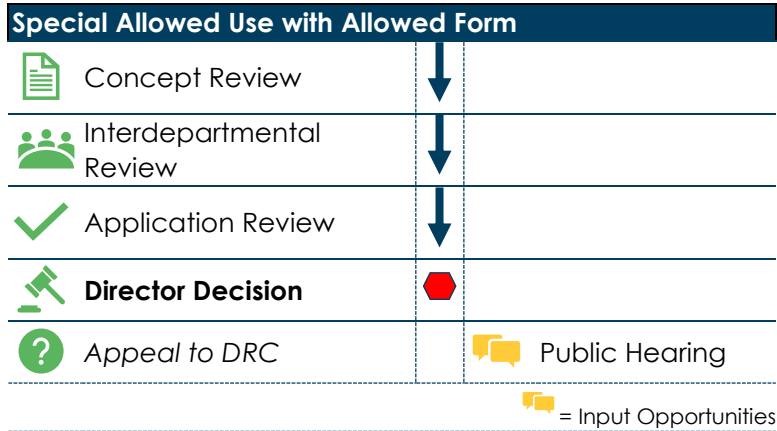 Special Allowed Use with Allowed Form
Concept Review
Interdepartmental
Review
Application Review
Director Decision
?
Appeal to DRC
Public Hearing
= Input Opportunities